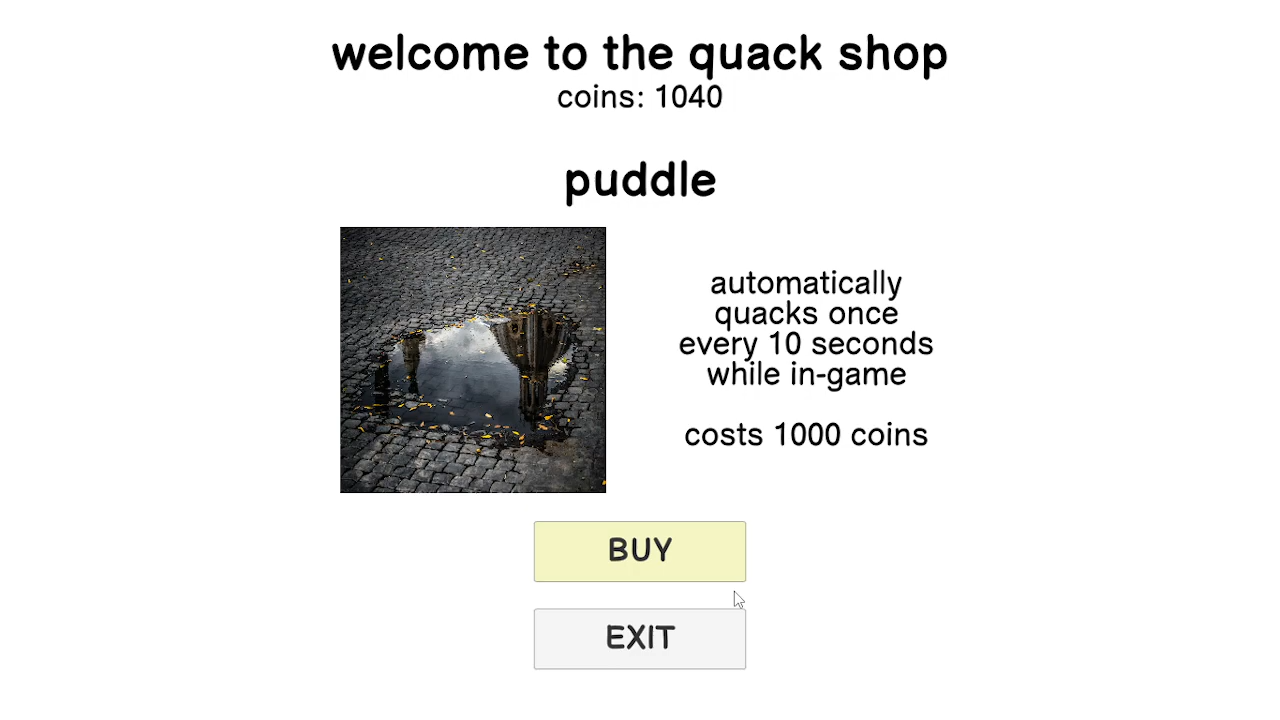 welcome to the quack shop
coins: 1040
puddle
automatically
quacks once
every 10 seconds
while in-game
costs 1000 coins
BUY
EXIT